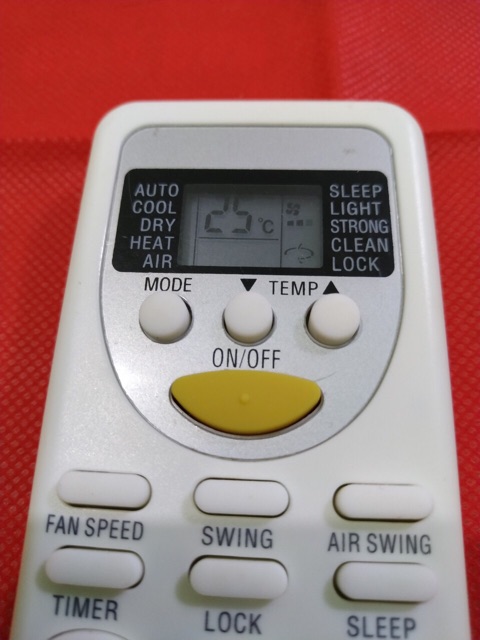 AUTO
COOL
DRY
HEAT
AIR
25°C
SLEEP
LIGHT
STRONG
CLEAN
LOCK
MODE
▼ TEMP ▲
ON/OFF
FAN SPEED
SWING
AIR SWING
TIMER
LOCK
SLEEP